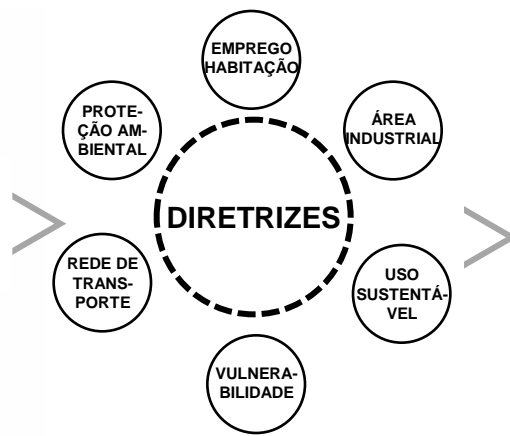 EMPREGO
HABITAÇÃO
PROTE-
ÇÃO AM-
BIENTAL
ÁREA
INDUSTRIAL
DIRETRIZES
REDE DE
TRANS-
PORTE
USO
SUSTENTÁ-
VEL
VULNERA-
BILIDADE